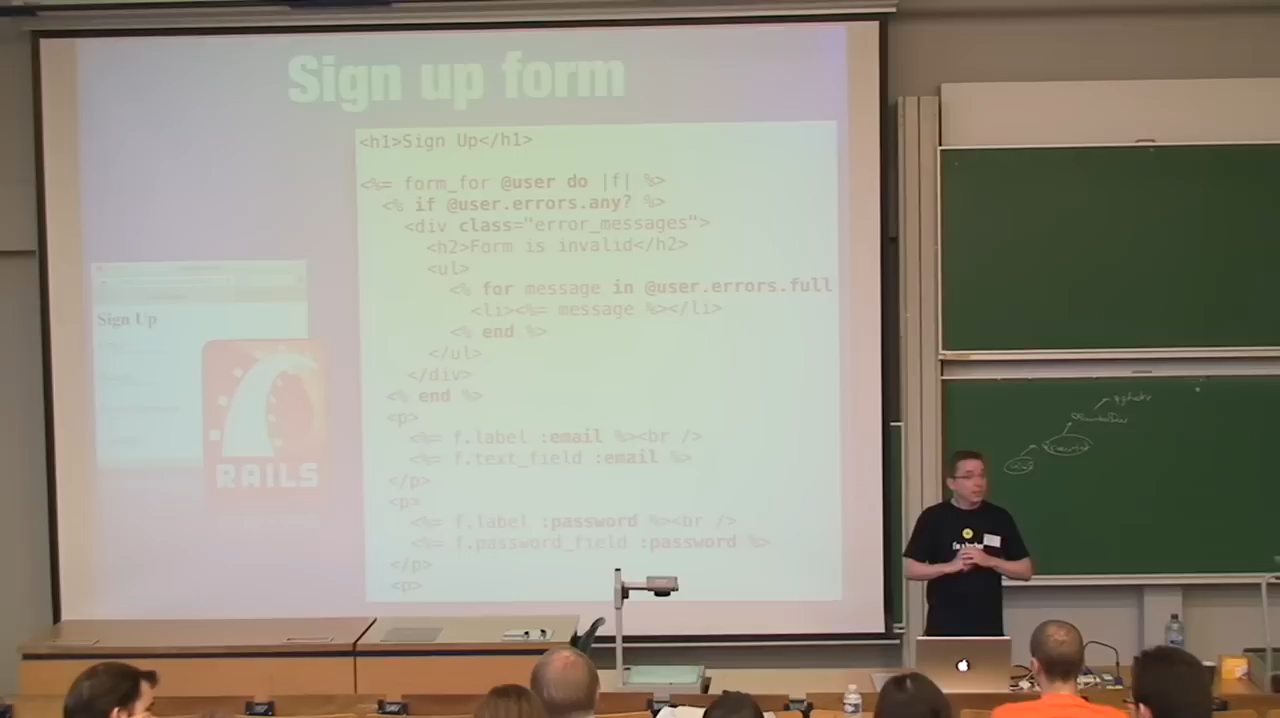 Sign up form
<h1>Sign Up</h1>
<%= form_for @user do |f| %>
<% if @user.errors.any? %>
<div class="error_messages">
<h2>Form is invalid</h2>
<ul>
<% for message in @user.errors.full
<li><%= message %></li>
<% end %>
</ul>
</div>
<% end %>
<p>
<%= f.label :email %><br />
<%= f.text_field :email %>
</p>
<p>
<%= f.label :password %><br />
<%= f.password_field :password %>
</p>
<p>
Sign Up
RAILS